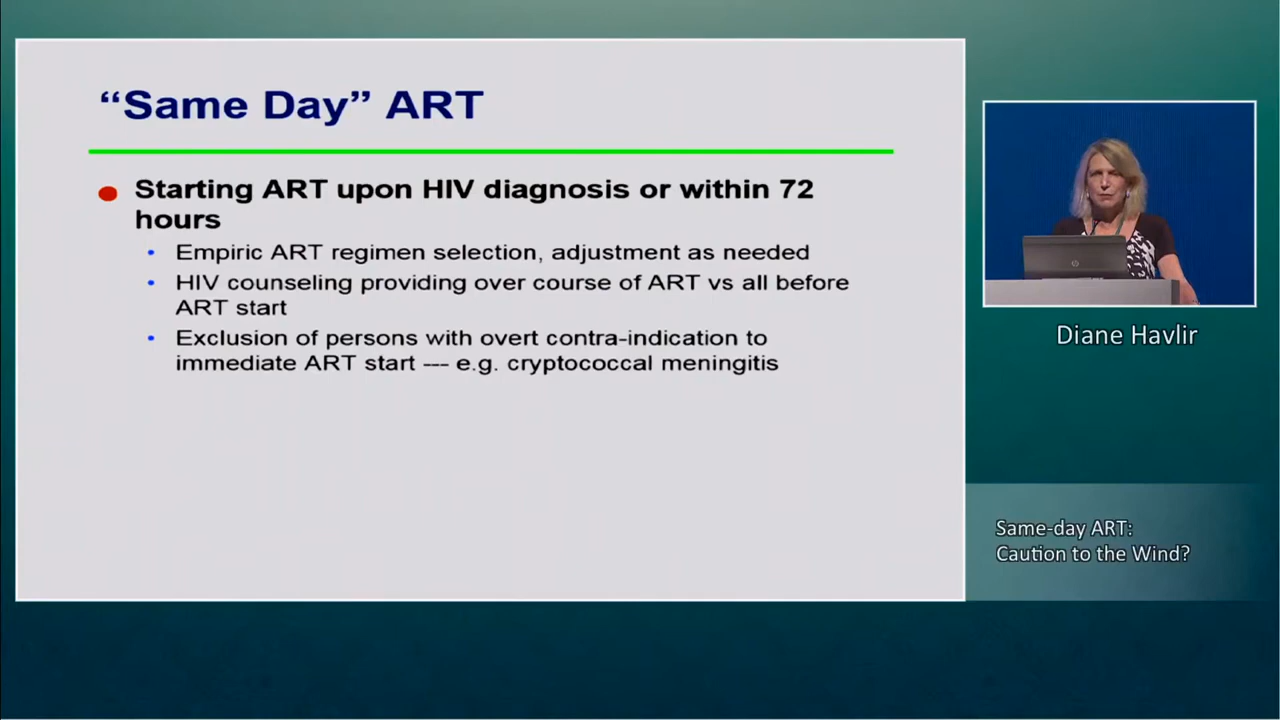 “Same Day” ART
Starting ART upon HIV diagnosis or within 72
hours
Empiric ART regimen selection, adjustment as needed
HIV counseling providing over course of ART vs all before
ART start
Exclusion of persons with overt contra-indication to
immediate ART start --- e.g. cryptococcal meningitis
Diane Havlir
Same-day ART:
Caution to the Wind?